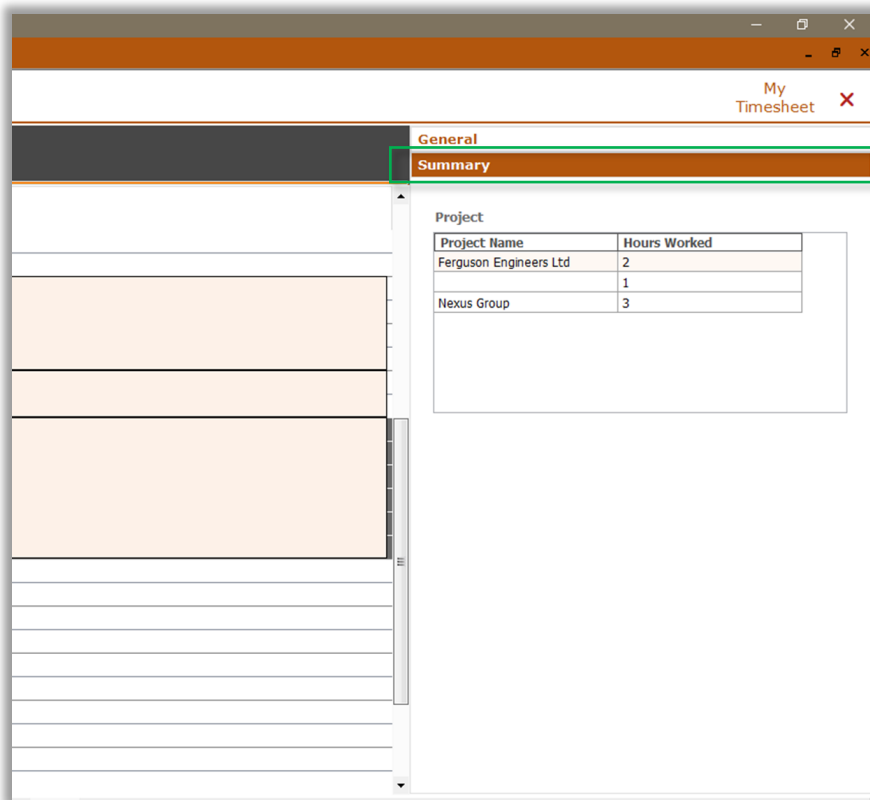 My
Timesheet
General
Summary
Project
Project Name Hours Worked
Ferguson Engineers Ltd 2
1
Nexus Group 3